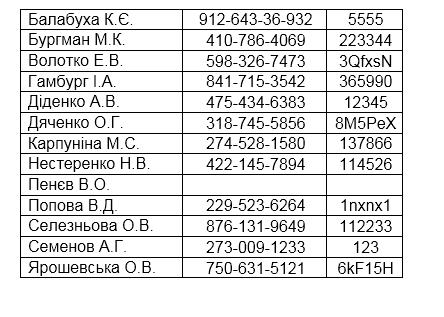 Балабуха К.Є. 912-643-36-932 5555
Бургман М.К. 410-786-4069 223344
Волотко Е.В. 598-326-7473 3QfxsN
Гамбург І.А. 841-715-3542 365990
Діденко А.В. 475-434-6383 12345
Дяченко О.Г. 318-745-5856 8M5PeX
Карпуніна М.С. 274-528-1580 137866
Нестеренко Н.В. 422-145-7894 114526
Пенєв В.О.
Попова В.Д. 229-523-6264 1nxnx1
Селезньова О.В. 876-131-9649 112233
Семенов А.Г. 273-009-1233 123
Ярошевська О.В. 750-631-5121 6kF15H